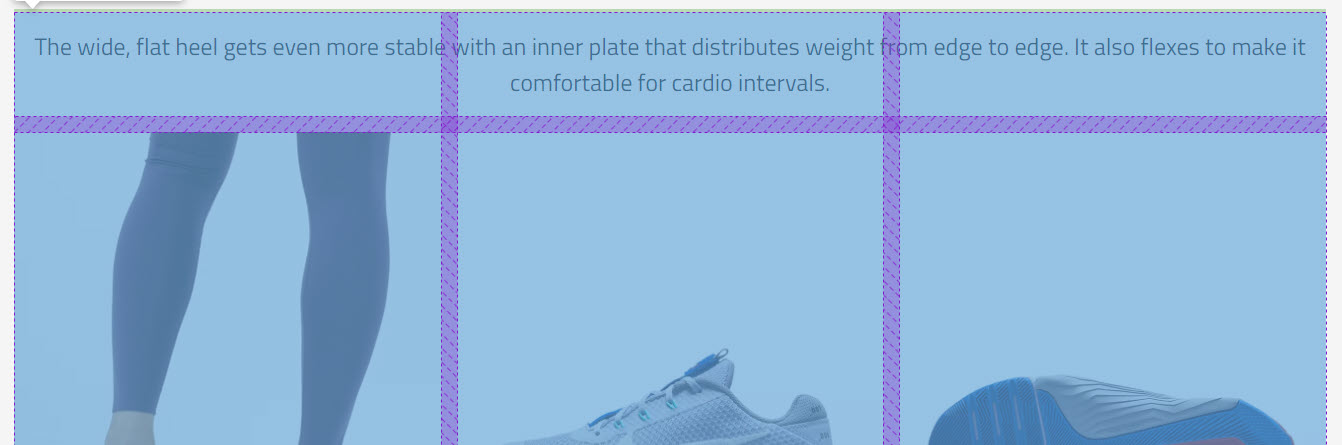 The wide, flat heel gets even more stable with an inner plate that distributes weight from edge to edge. It also flexes to make it
comfortable for cardio intervals.